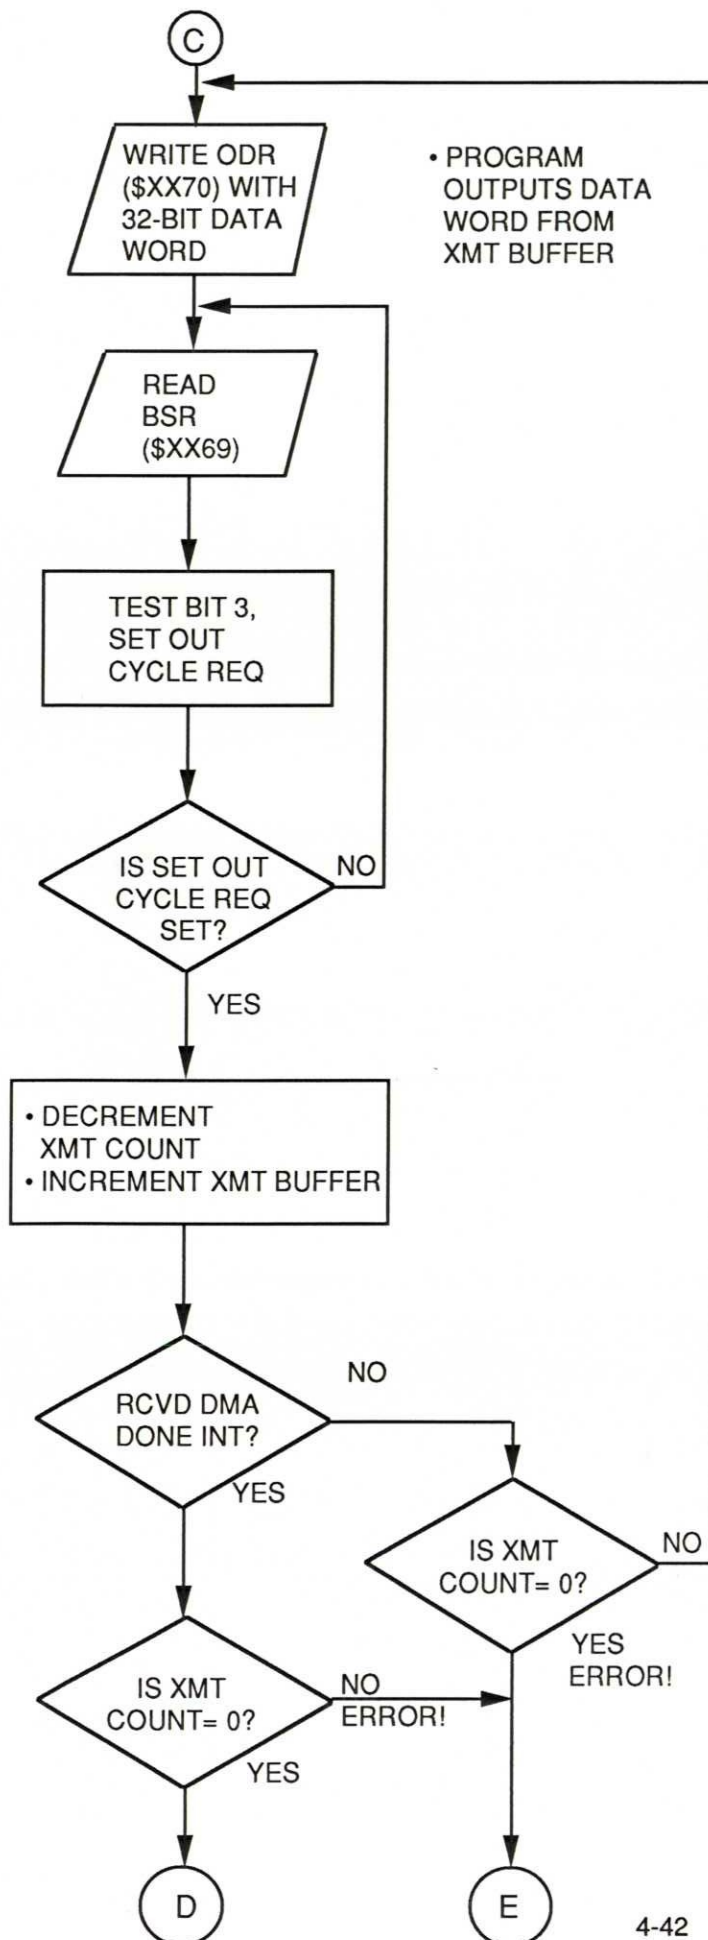 C
WRITE ODR
($XX70) WITH
32-BIT DATA
WORD
• PROGRAM
OUTPUTS DATA
WORD FROM
XMT BUFFER
READ
BSR
($XX69)
TEST BIT 3,
SET OUT
CYCLE REQ
IS SET OUT
CYCLE REQ
SET?
NO
YES
• DECREMENT
XMT COUNT
• INCREMENT XMT BUFFER
RCVD DMA
DONE INT?
NO
YES
IS XMT
COUNT= 0?
NO
YES
ERROR!
IS XMT
COUNT= 0?
NO
ERROR!
YES
D
E
4-42